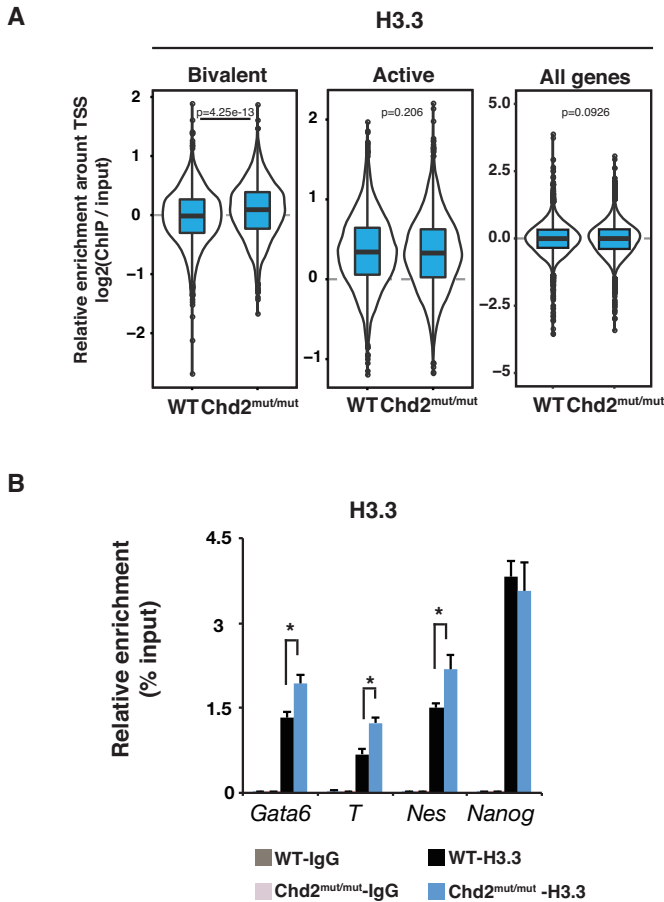 A
H3.3
Bivalent
Active
All genes
Relative enrichment arount TSS
log2(ChIP / input)
2
1
0
−1
−2
p=4.25e-13
WT Chd2mut/mut
2
1
0
−1
p=0.206
WT Chd2mut/mut
5.0
2.5
0.0
−2.5
−5
p=0.0926
WT Chd2mut/mut
B
H3.3
Relative enrichment
(% input)
4.5
3
1.5
0
*
*
*
Gata6 T Nes Nanog
WT-IgG
WT-H3.3
Chd2mut/mut-IgG
Chd2mut/mut -H3.3